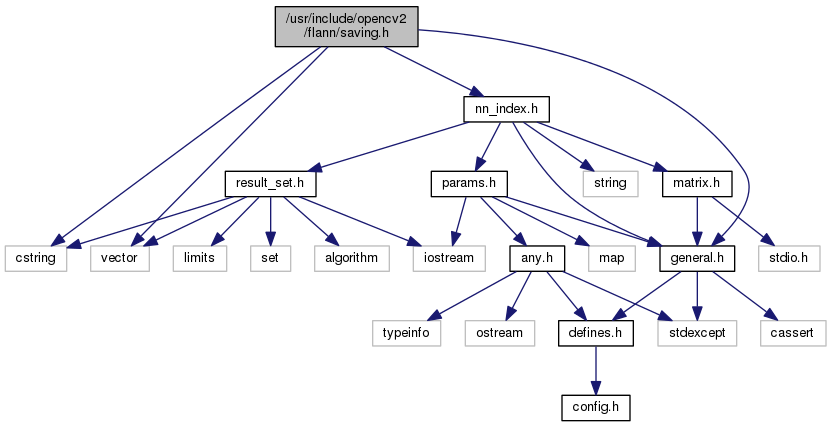 /usr/include/opencv2
/flann/saving.h
nn_index.h
result_set.h
params.h
string
matrix.h
cstring
vector
limits
set
algorithm
iostream
any.h
map
general.h
stdio.h
typeinfo
ostream
defines.h
stdexcept
cassert
config.h